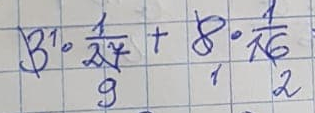 3¹ · 1/27 + 8 · 1/16
9 1 2